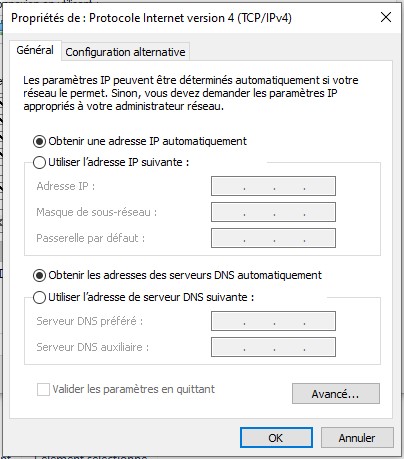 Propriétés de : Protocole Internet version 4 (TCP/IPv4)
Général
Configuration alternative
Les paramètres IP peuvent être déterminés automatiquement si votre
réseau le permet. Sinon, vous devez demander les paramètres IP
appropriés à votre administrateur réseau.
Obtenir une adresse IP automatiquement
Utiliser l'adresse IP suivante :
Adresse IP :
Masque de sous-réseau :
Passerelle par défaut :
Obtenir les adresses des serveurs DNS automatiquement
Utiliser l'adresse de serveur DNS suivante :
Serveur DNS préféré :
Serveur DNS auxiliaire :
Valider les paramètres en quittant
Avancé...
OK
Annuler